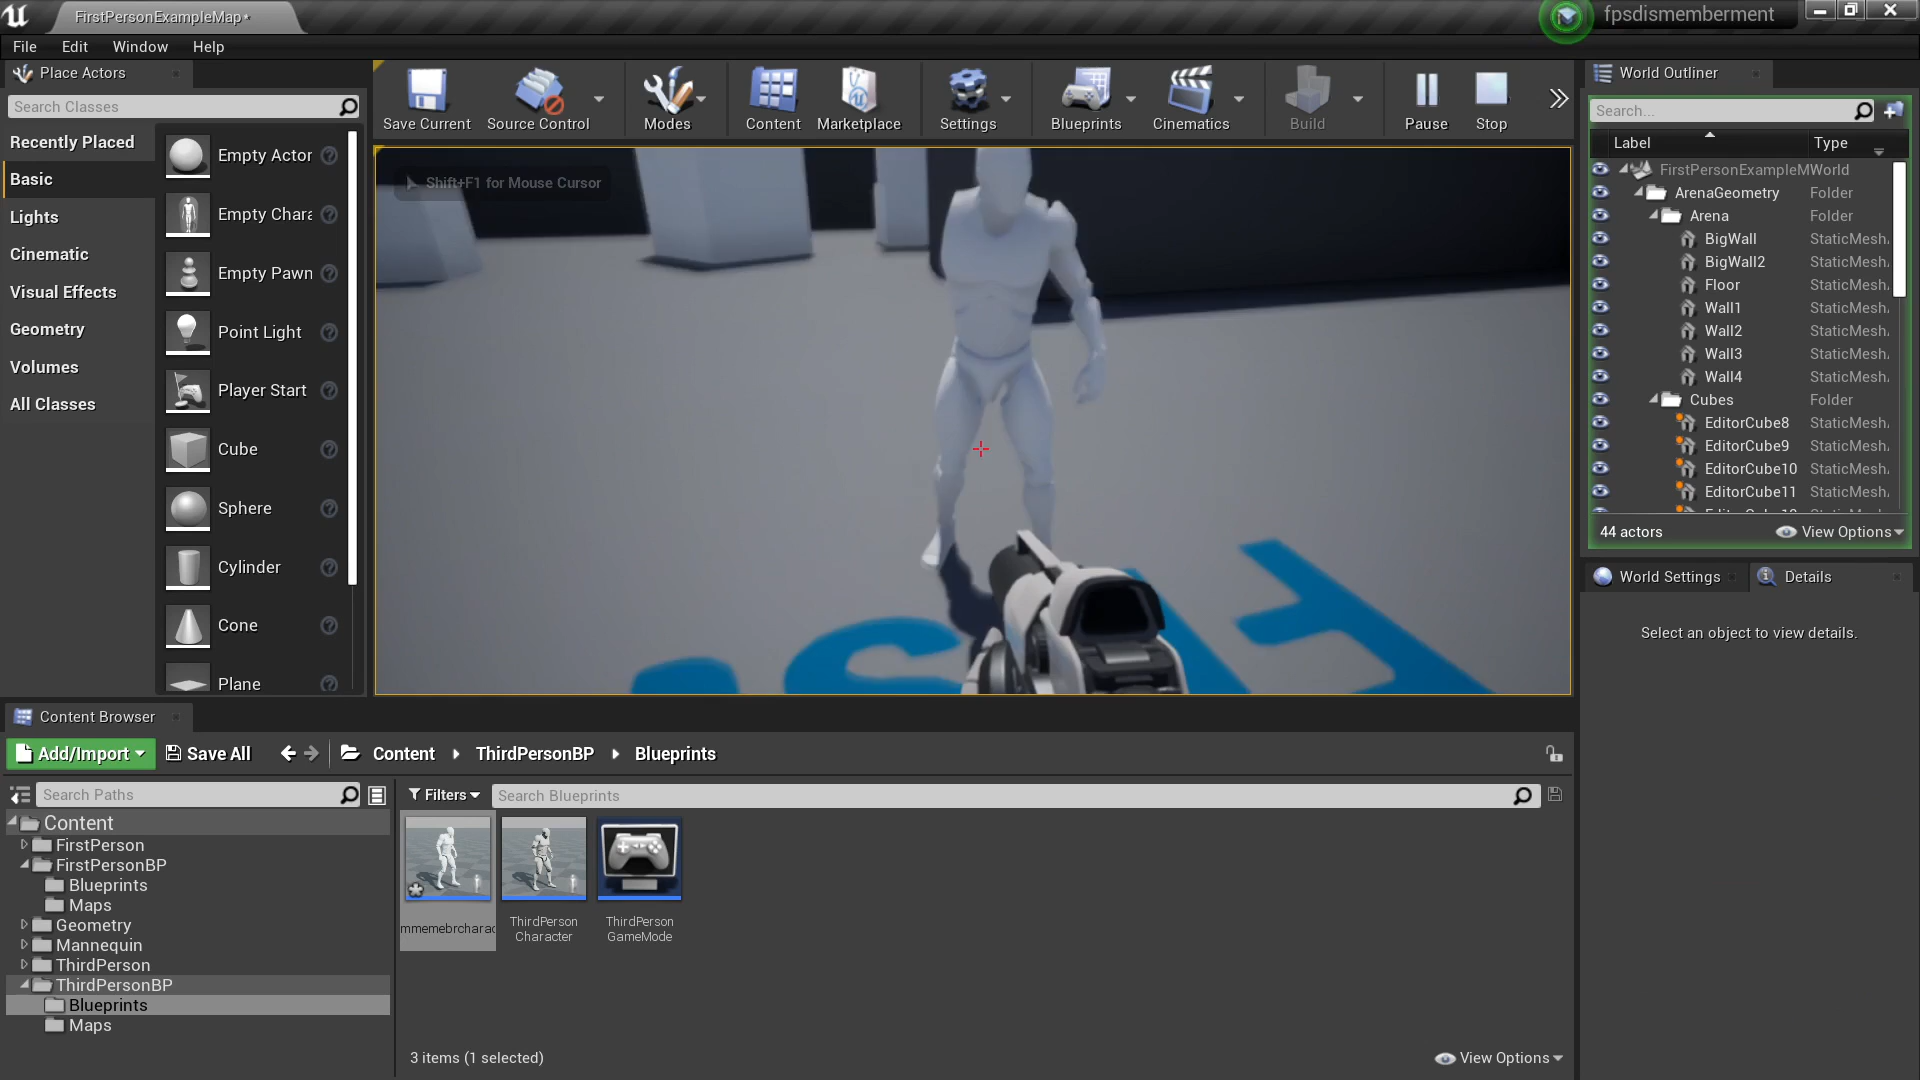 FirstPersonExampleMap*
fpsdismemberment
File Edit Window Help
Place Actors
Search Classes
Recently Placed
Basic
Lights
Cinematic
Visual Effects
Geometry
Volumes
All Classes
Empty Actor
Empty Chara
Empty Pawn
Point Light
Player Start
Cube
Sphere
Cylinder
Cone
Plane
Save Current
Source Control
Modes
Content
Marketplace
Settings
Blueprints
Cinematics
Build
Pause
Stop
Shift+F1 for Mouse Cursor
World Outliner
Search...
Label Type
FirstPersonExampleMWorld
ArenaGeometry Folder
Arena Folder
BigWall StaticMesh
BigWall2 StaticMesh
Floor StaticMesh
Wall1 StaticMesh
Wall2 StaticMesh
Wall3 StaticMesh
Wall4 StaticMesh
Cubes Folder
EditorCube8 StaticMesh
EditorCube9 StaticMesh
EditorCube10 StaticMesh
EditorCube11 StaticMesh
44 actors View Options
World Settings Details
Select an object to view details.
Content Browser
Add/Import Save All Content ThirdPersonBP Blueprints
Search Paths
Filters Search Blueprints
Content
FirstPerson
FirstPersonBP
Blueprints
Maps
Geometry
Mannequin
ThirdPerson
ThirdPersonBP
Blueprints
Maps
mmemebrcharac
ThirdPerson
Character
ThirdPerson
GameMode
3 items (1 selected) View Options